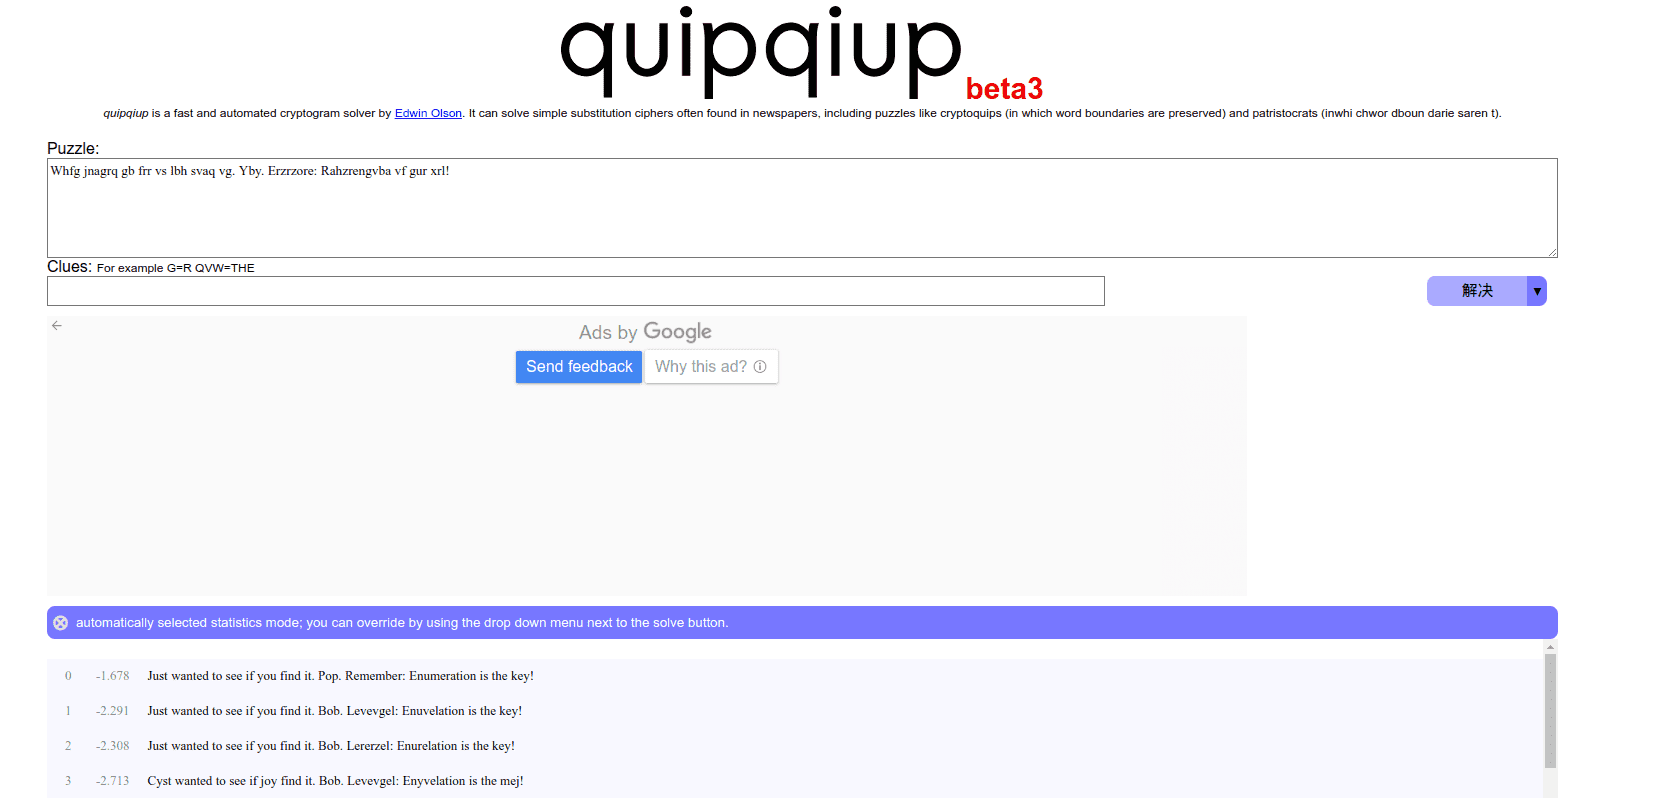 quipqiup beta3
quipqiup is a fast and automated cryptogram solver by Edwin Olson. It can solve simple substitution ciphers often found in newspapers, including puzzles like cryptoquips (in which word boundaries are preserved) and patristocrats (inwhi chwor dboun darie saren t).
Puzzle:
Whfg jnagrq gb frr vs lbh svaq vg. Yby. Erzrzore: Rahzrengvba vf gur xrl!
Clues: For example G=R QVW=THE
解决 ▼
Ads by Google
Send feedback Why this ad?
automatically selected statistics mode; you can override by using the drop down menu next to the solve button.
0 -1.678 Just wanted to see if you find it. Pop. Remember: Enumeration is the key!
1 -2.291 Just wanted to see if you find it. Bob. Levevgel: Enuvelation is the key!
2 -2.308 Just wanted to see if you find it. Bob. Lererzel: Enurelation is the key!
3 -2.713 Cyst wanted to see if joy find it. Bob. Levevgel: Enyvelation is the mej!